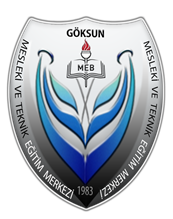 GÖKSUN
MEB
MESLEKİ VE TEKNİK EĞİTİM MERKEZİ
1983
MESLEKİ VE TEKNİK EĞİTİM MERKEZİ